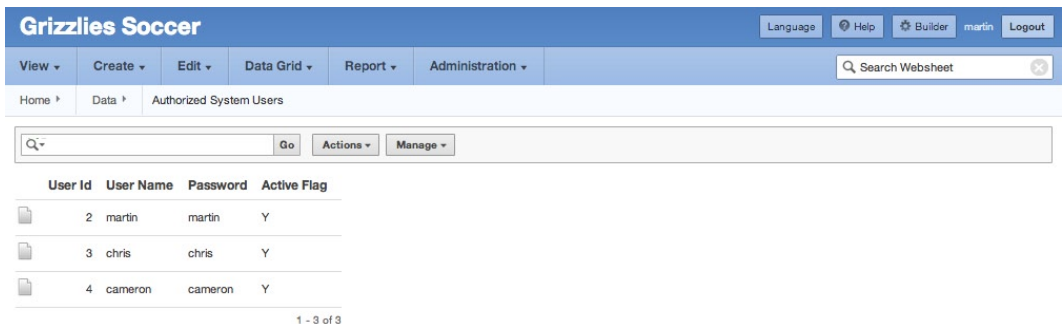 Grizzlies Soccer Language Help Builder martin Logout
View Create Edit Data Grid Report Administration Search Websheet
Home Data Authorized System Users
Go Actions Manage
User Id User Name Password Active Flag
2 martin martin Y
3 chris chris Y
4 cameron cameron Y
1 - 3 of 3